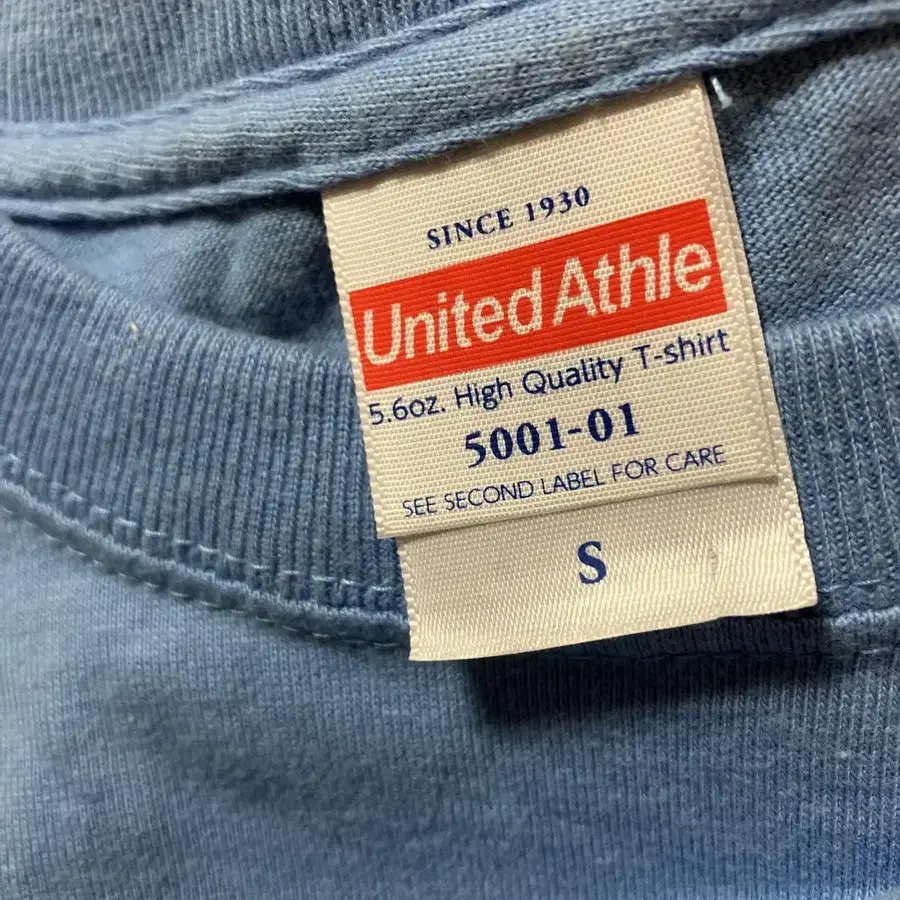 SINCE 1930
United Athle
5.6oz. High Quality T-shirt
5001-01
SEE SECOND LABEL FOR CARE
S